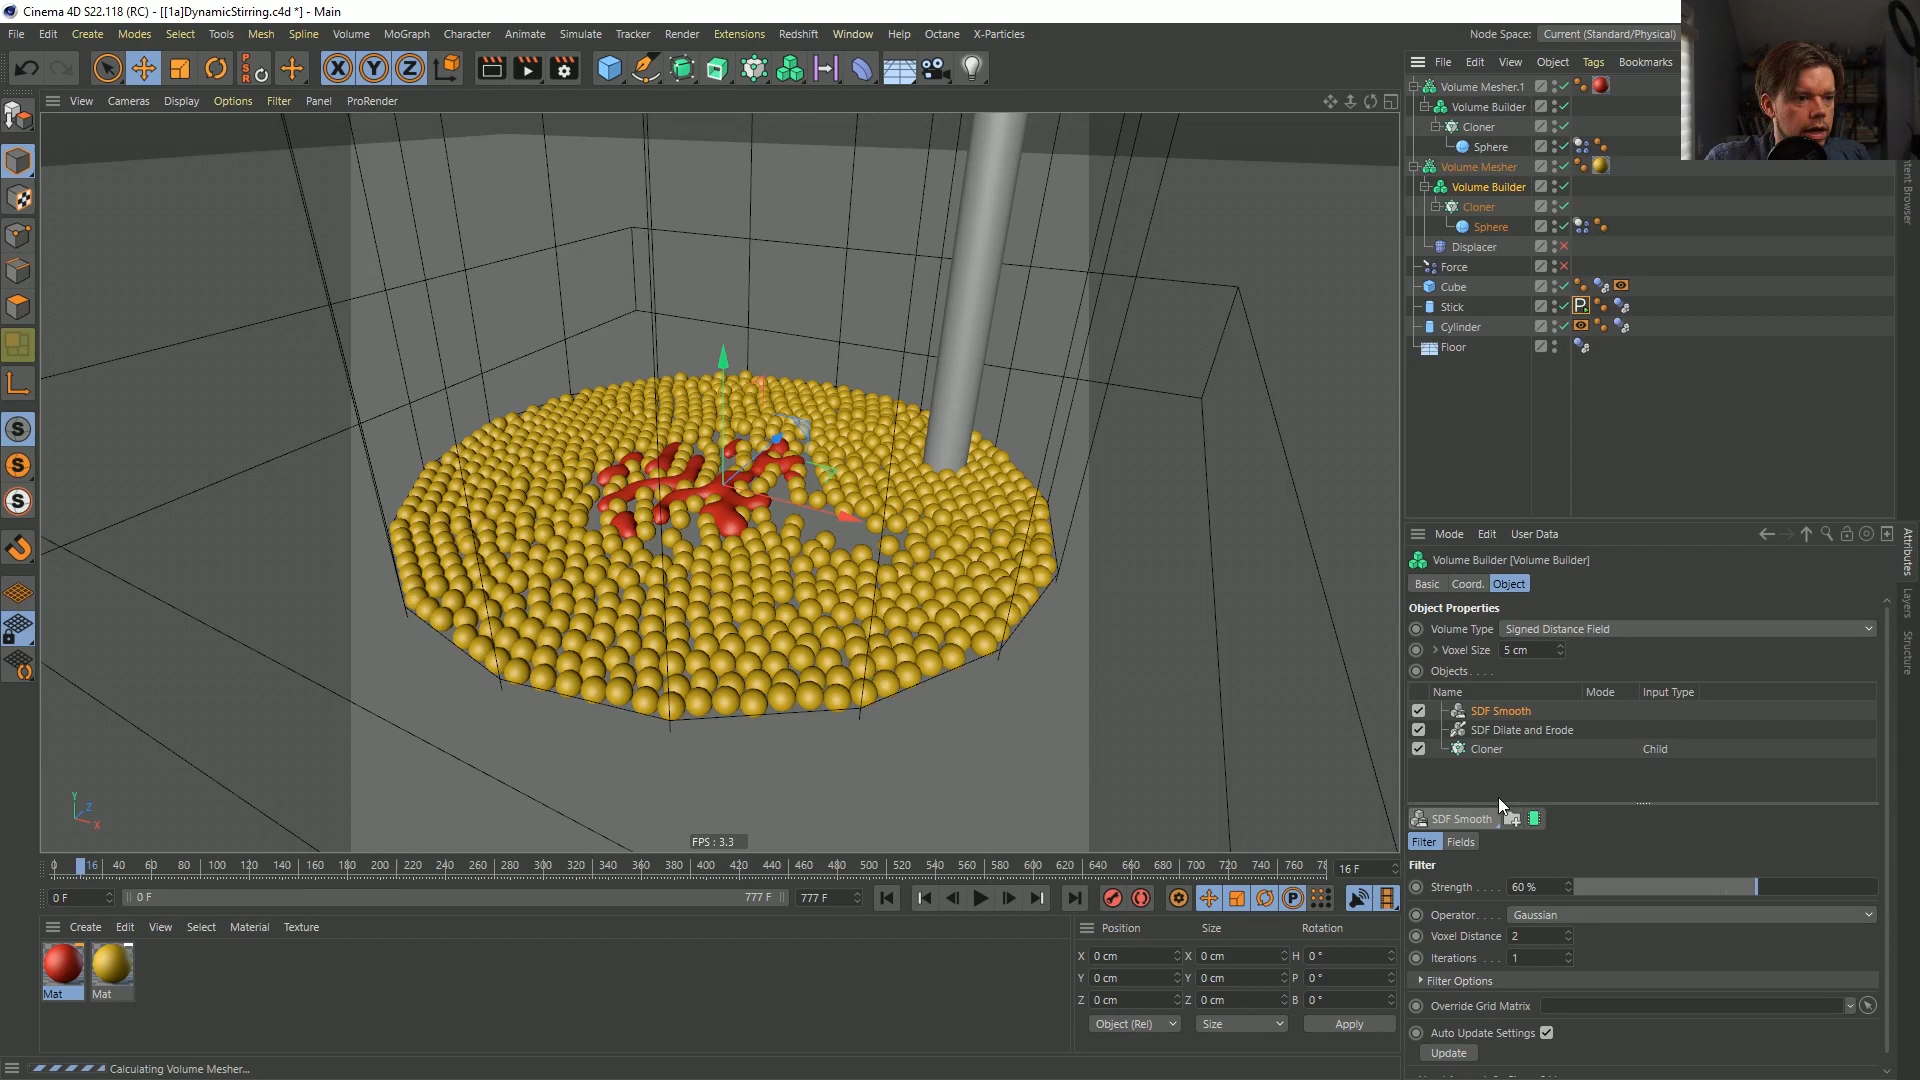 Cinema 4D S22.118 (RC) - [[1a]DynamicStirring.c4d *] - Main
File Edit Create Modes Select Tools Mesh Spline Volume MoGraph Character Animate Simulate Tracker Render Extensions Redshift Window Help Octane X-Particles
Node Space: Current (Standard/Physical)
File Edit View Object Tags Bookmarks
View Cameras Display Options Filter Panel ProRender
Volume Mesher.1
Volume Builder
Cloner
Sphere
Volume Mesher
Volume Builder
Cloner
Sphere
Displacer
Force
Cube
Stick
Cylinder
Floor
Mode Edit User Data
Volume Builder [Volume Builder]
Basic Coord. Object
Object Properties
Volume Type Signed Distance Field
Voxel Size 5 cm
Objects . . . .
Name Mode Input Type
SDF Smooth
SDF Dilate and Erode
Cloner Child
SDF Smooth
Filter Fields
Filter
Strength . . . . 60 %
Operator. . . . Gaussian
Voxel Distance 2
Iterations . . . 1
Filter Options
Override Grid Matrix
Auto Update Settings
Update
Attributes
Layers
Structure
Y
Z
X
FPS : 3.3
0 16 40 60 80 100 120 140 160 180 200 220 240 260 280 300 320 340 360 380 400 420 440 460 480 500 520 540 560 580 600 620 640 660 680 700 720 740 760 78
16 F
0 F 0 F 777 F 777 F
Create Edit View Select Material Texture
Mat Mat
Position Size Rotation
X 0 cm X 0 cm H 0 °
Y 0 cm Y 0 cm P 0 °
Z 0 cm Z 0 cm B 0 °
Object (Rel) Size Apply
Calculating Volume Mesher...